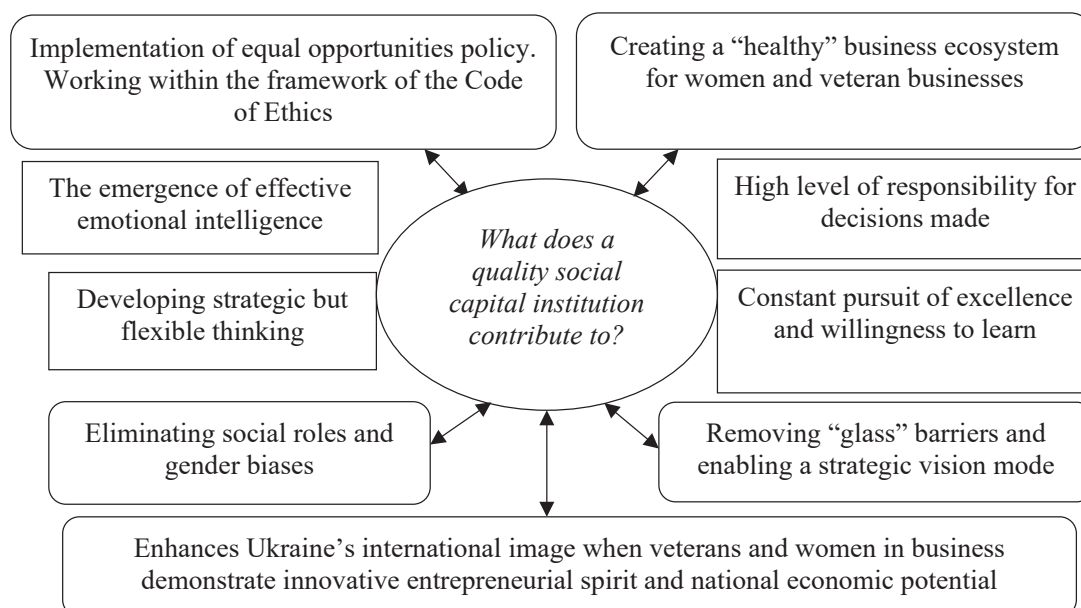 Implementation of equal opportunities policy.
Working within the framework of the Code
of Ethics
Creating a “healthy” business ecosystem
for women and veteran businesses
The emergence of effective
emotional intelligence
High level of responsibility for
decisions made
What does a
quality social
capital institution
contribute to?
Developing strategic but
flexible thinking
Constant pursuit of excellence
and willingness to learn
Eliminating social roles and
gender biases
Removing “glass” barriers and
enabling a strategic vision mode
Enhances Ukraine’s international image when veterans and women in business
demonstrate innovative entrepreneurial spirit and national economic potential